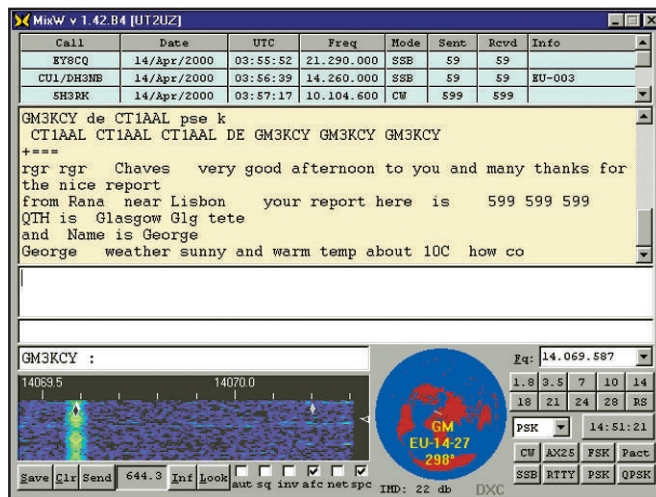 MixW v 1.42.B4 [UT2UZ]
Call Date UTC Freq Mode Sent Rcvd Info
EY8CQ 14/Apr/2000 03:55:52 21.290.000 SSB 59 59
CU1/DH3NB 14/Apr/2000 03:56:39 14.260.000 SSB 59 59 EU-003
5H3RK 14/Apr/2000 03:57:17 10.104.600 CW 599 599
GM3KCY de CT1AAL pse k
CT1AAL CT1AAL CT1AAL DE GM3KCY GM3KCY GM3KCY
+===
rgr rgr Chaves very good afternoon to you and many thanks for
the nice report
from Rana near Lisbon your report here is 599 599 599
QTH is Glasgow Glg tete
and Name is George
George weather sunny and warm temp about 10C how co
GM3KCY :
Fq: 14.069.587
14069.5 14070.0
1.8 3.5 7 10 14
18 21 24 28 RS
GM
EU-14-27
298°
PSK 14:51:21
CW AX25 FSK Pact
SSB RTTY PSK QPSK
Save Clr Send 644.3 Inf Look aut sq inv afc net spc
IMD: 22 db
DXC